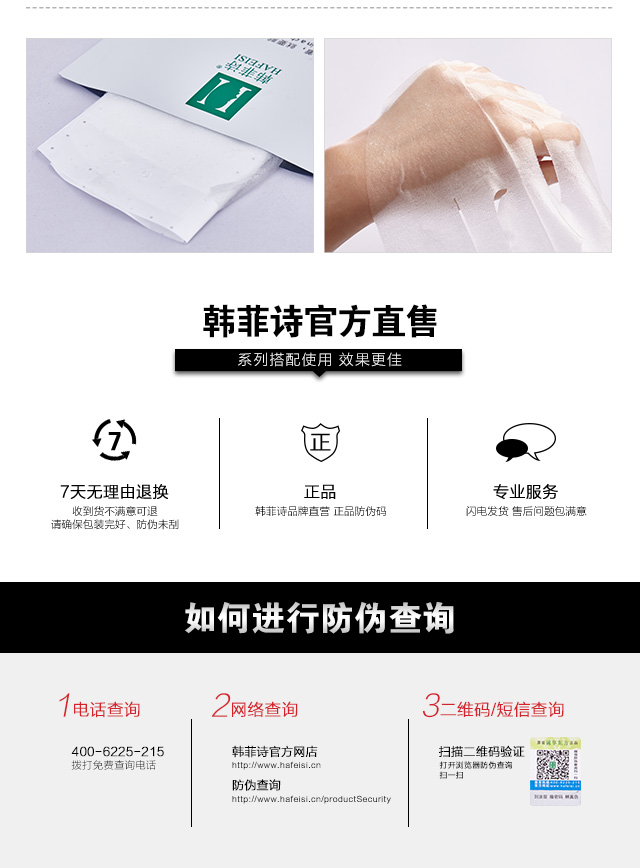 韩菲诗
HAFEISI
韩菲诗官方直售
系列搭配使用 效果更佳
7
7天无理由退换
收到货不满意可退
请确保包装完好、防伪未刮
正
正品
韩菲诗品牌直营 正品防伪码
专业服务
闪电发货 售后问题包满意
如何进行防伪查询
1电话查询
400-6225-215
拨打免费查询电话
2网络查询
韩菲诗官方网店
http://www.hafeisi.cn
防伪查询
http://www.hafeisi.cn/productSecurity
3二维码/短信查询
扫描二维码验证
打开浏览器防伪查询
扫一扫